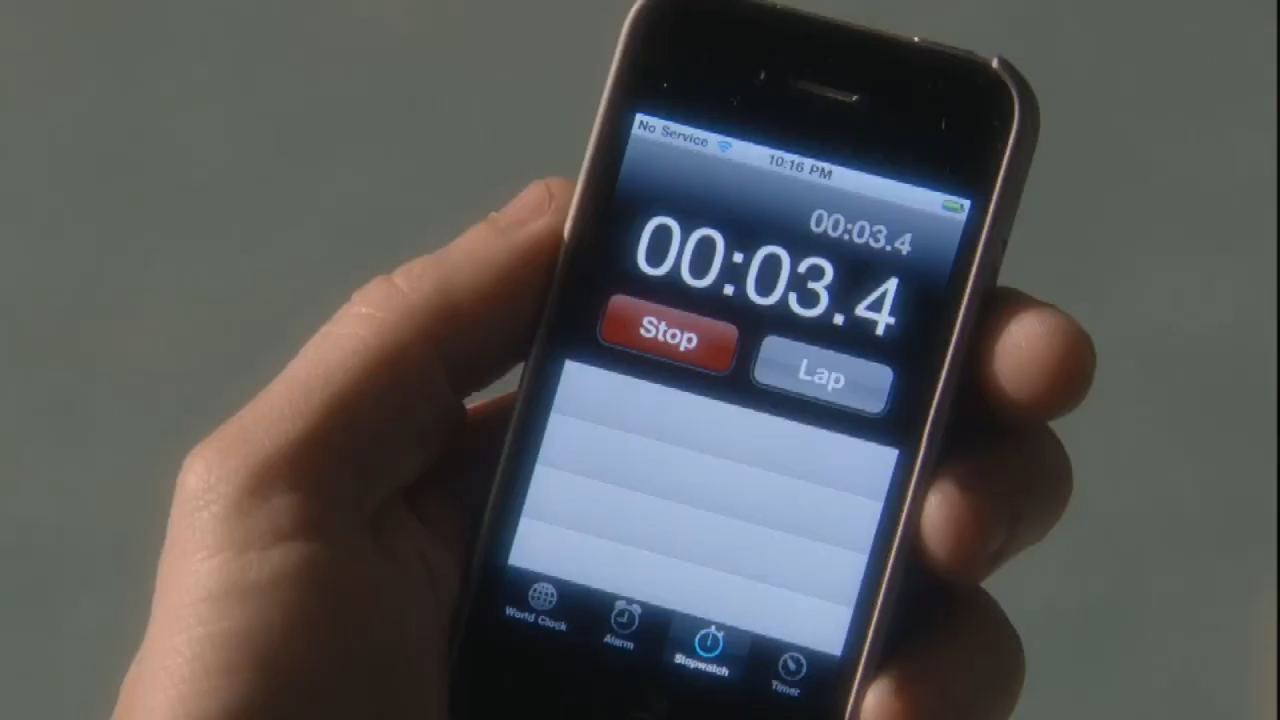 No Service 10:16 PM
00:03.4
00:03.4
Stop Lap
World Clock Alarm Stopwatch Timer